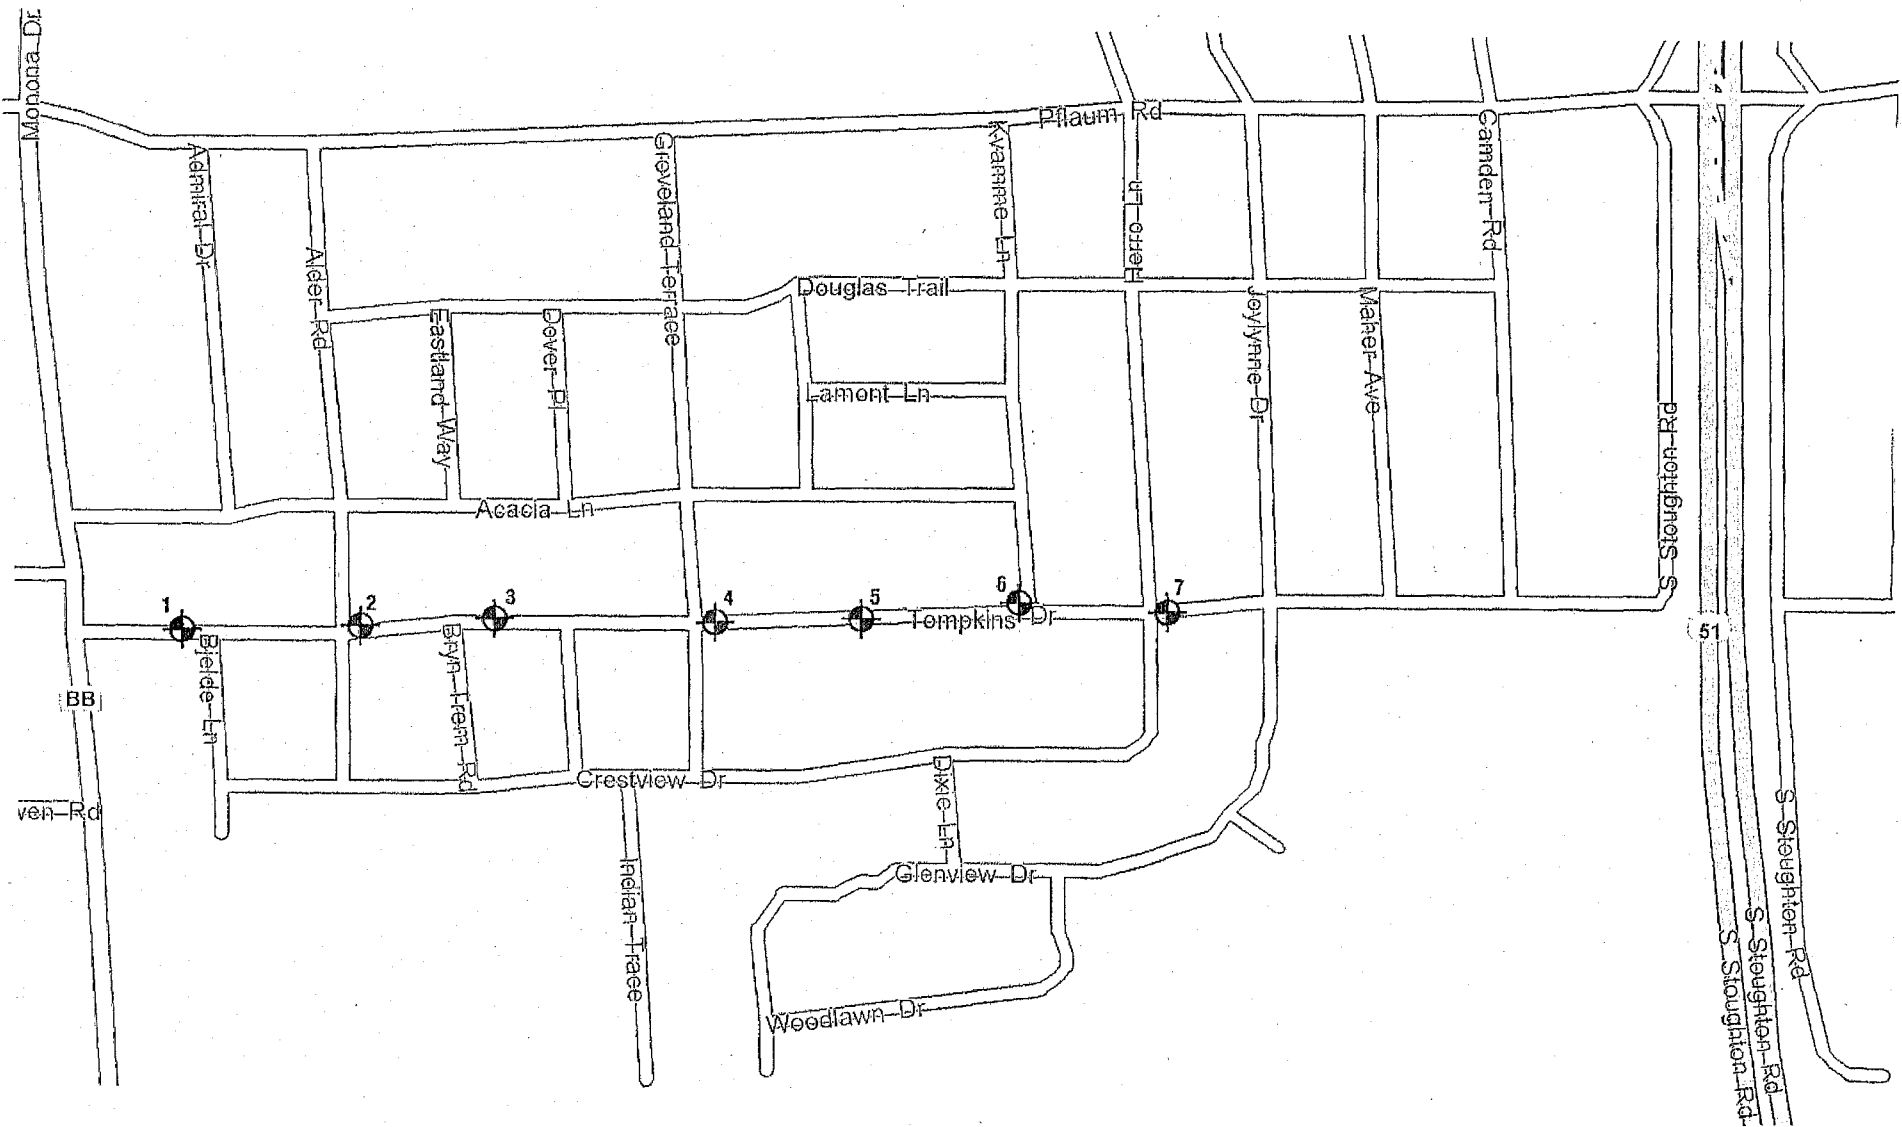 Monona Dr
Pflaum Rd
Admiral Dr
Alder Rd
Groveland Terrace
Kvamme Ln
Herro Ln
Camden Rd
Douglas Trail
Eastland Way
Dover Pl
Joylynne Dr
Maher Ave
Lamont Ln
S Stoughton Rd
Acacia Ln
1
2
3
4
5
6
7
Tompkins Dr
51
Bjelde Ln
Bryn-Trem-Rd
BB
Crestview Dr
Dixie Ln
ven Rd
Indian Trace
Glenview Dr
Woodlawn Dr
S Stoughton Rd
S Stoughton Rd
S Stoughton Rd